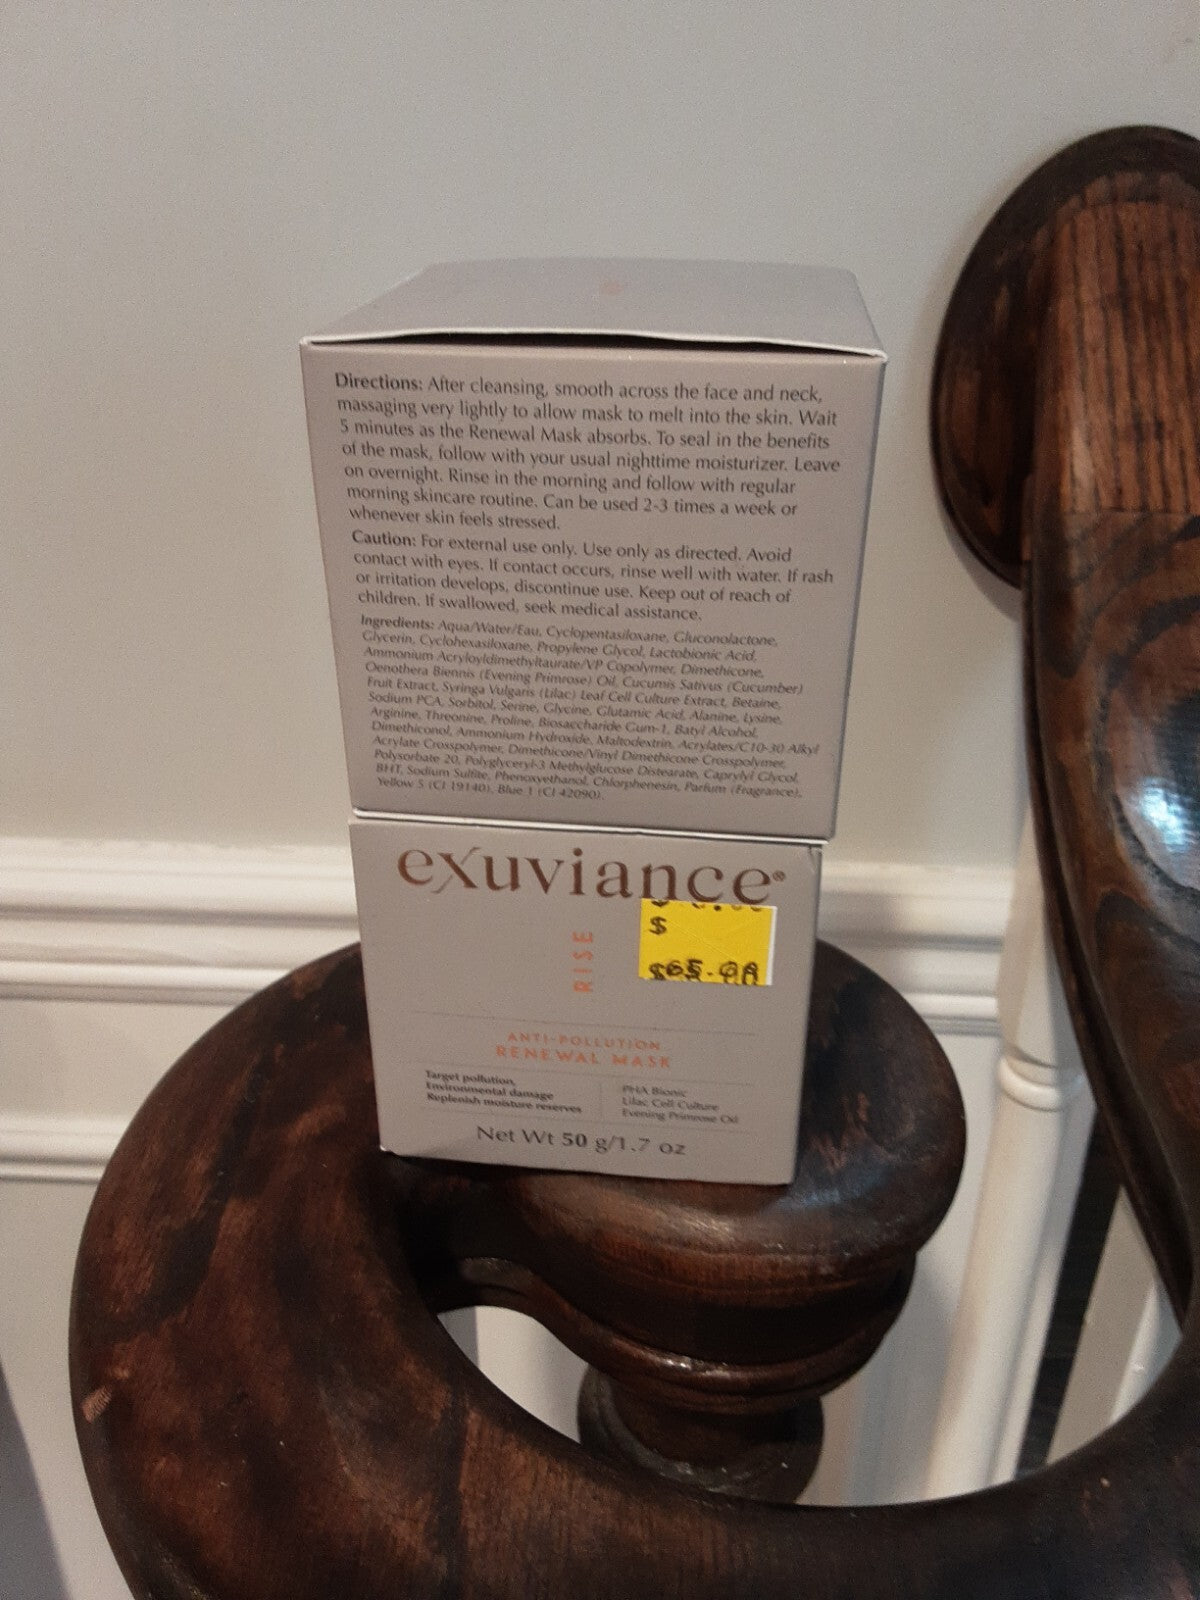 Directions: After cleansing, smooth across the face and neck,
massaging very lightly to allow mask to melt into the skin. Wait
5 minutes as the Renewal Mask absorbs. To seal in the benefits
of the mask, follow with your usual nighttime moisturizer. Leave
on overnight. Rinse in the morning and follow with regular
morning skincare routine. Can be used 2-3 times a week or
whenever skin feels stressed.
Caution: For external use only. Use only as directed. Avoid
contact with eyes. If contact occurs, rinse well with water. If rash
or irritation develops, discontinue use. Keep out of reach of
children. If swallowed, seek medical assistance.
Ingredients: Aqua/Water/Eau, Cyclopentasiloxane, Gluconolactone,
Glycerin, Cyclohexasiloxane, Propylene Glycol, Lactobionic Acid,
Ammonium Acryloyldimethyltaurate/VP Copolymer, Dimethicone,
Oenothera Biennis (Evening Primrose) Oil, Cucumis Sativus (Cucumber)
Fruit Extract, Syringa Vulgaris (Lilac) Leaf Cell Culture Extract, Betaine,
Sodium PCA, Sorbitol, Serine, Glycine, Glutamic Acid, Alanine, Lysine,
Arginine, Threonine, Proline, Biosaccharide Gum-1, Batyl Alcohol,
Dimethiconol, Ammonium Hydroxide, Maltodextrin, Acrylates/C10-30 Alkyl
Acrylate Crosspolymer, Dimethicone/Vinyl Dimethicone Crosspolymer,
Polysorbate 20, Polyglyceryl-3 Methylglucose Distearate, Caprylyl Glycol,
BHT, Sodium Sulfite, Phenoxyethanol, Chlorphenesin, Parfum (Fragrance),
Yellow 5 (CI 19140), Blue 1 (CI 42090).
exuviance®
$
RISE
ANTI-POLLUTION
RENEWAL MASK
Target pollution,
Environmental damage
Replenish moisture reserves
PHA Bionic
Lilac Cell Culture
Evening Primrose Oil
Net Wt 50 g/1.7 oz